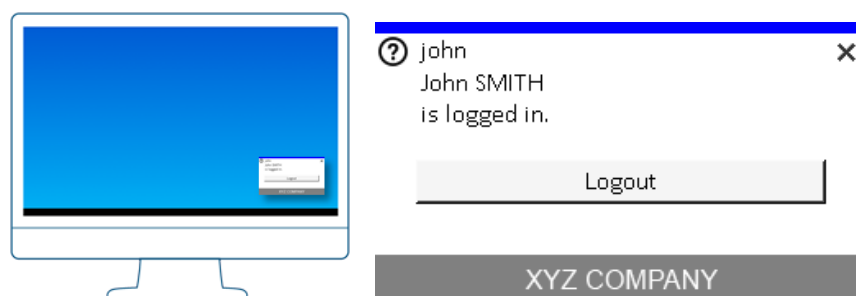 john
John SMITH
is logged in.
Logout
XYZ COMPANY